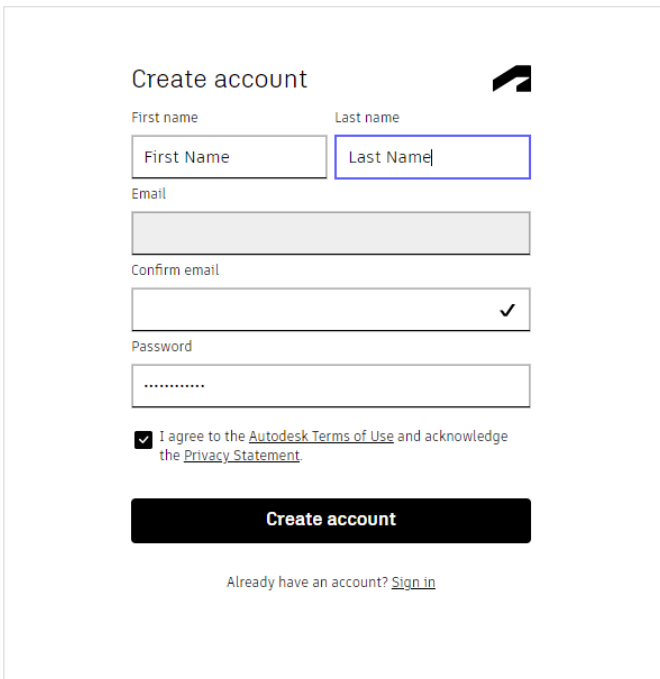 Create account
First name Last name
First Name Last Name
Email
Confirm email
Password
••••••••••••
I agree to the Autodesk Terms of Use and acknowledge
the Privacy Statement.
Create account
Already have an account? Sign in